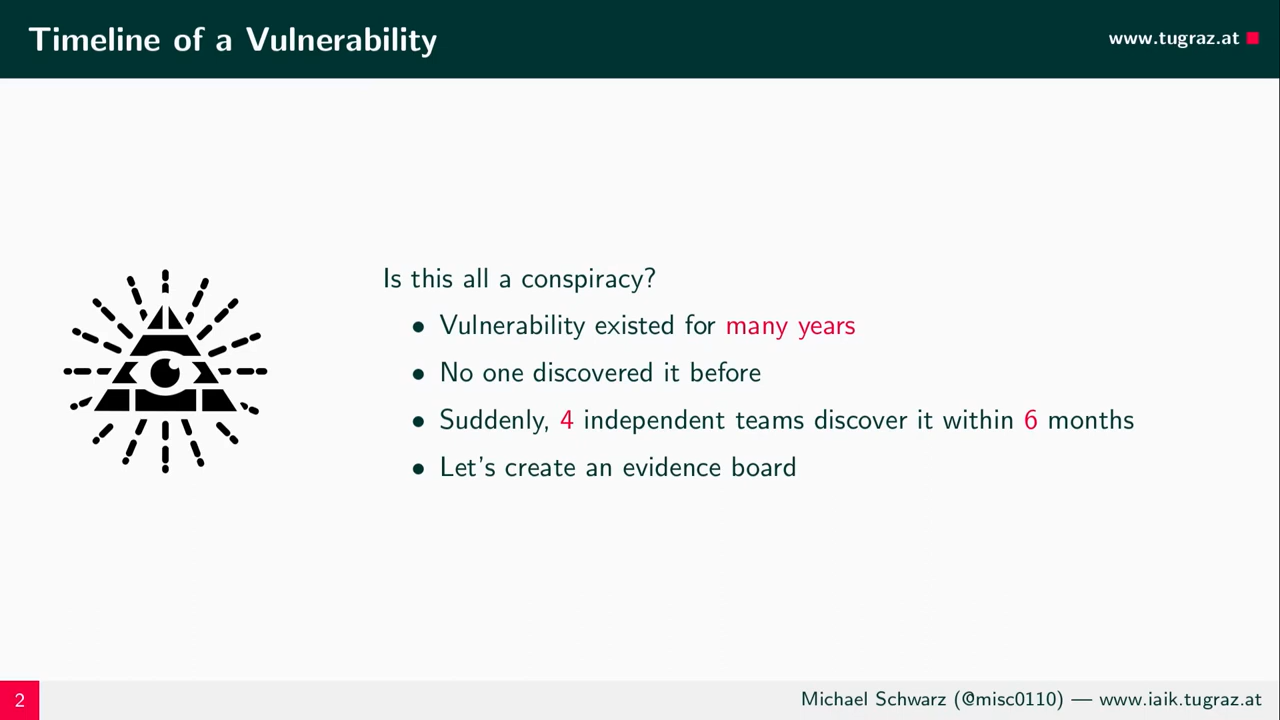 Timeline of a Vulnerability
www.tugraz.at
Is this all a conspiracy?
• Vulnerability existed for many years
• No one discovered it before
• Suddenly, 4 independent teams discover it within 6 months
• Let's create an evidence board
2
Michael Schwarz (@misc0110) — www.iaik.tugraz.at